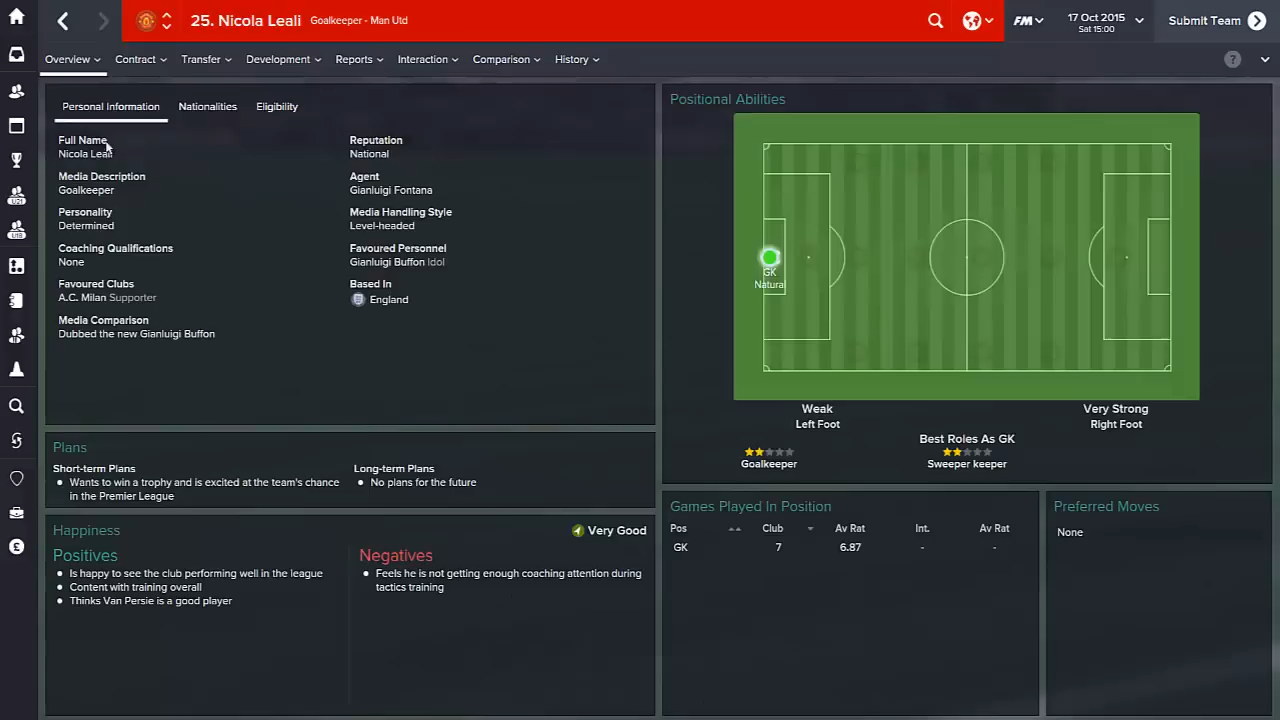 25. Nicola Leali
Goalkeeper - Man Utd
FM
17 Oct 2015
Sat 15:00
Submit Team
Overview
Contract
Transfer
Development
Reports
Interaction
Comparison
History
?
U21
U18
Personal Information
Nationalities
Eligibility
Full Name
Nicola Leali
Media Description
Goalkeeper
Personality
Determined
Coaching Qualifications
None
Favoured Clubs
A.C. Milan Supporter
Media Comparison
Dubbed the new Gianluigi Buffon
Reputation
National
Agent
Gianluigi Fontana
Media Handling Style
Level-headed
Favoured Personnel
Gianluigi Buffon Idol
Based In
England
Plans
Short-term Plans
Wants to win a trophy and is excited at the team's chance
in the Premier League
Long-term Plans
No plans for the future
Happiness
Very Good
Positives
Is happy to see the club performing well in the league
Content with training overall
Thinks Van Persie is a good player
Negatives
Feels he is not getting enough coaching attention during
tactics training
Positional Abilities
GK
Natural
Weak
Left Foot
Very Strong
Right Foot
Best Roles As GK
Goalkeeper
Sweeper keeper
Games Played In Position
Pos Club Av Rat Int. Av Rat
GK 7 6.87 - -
Preferred Moves
None